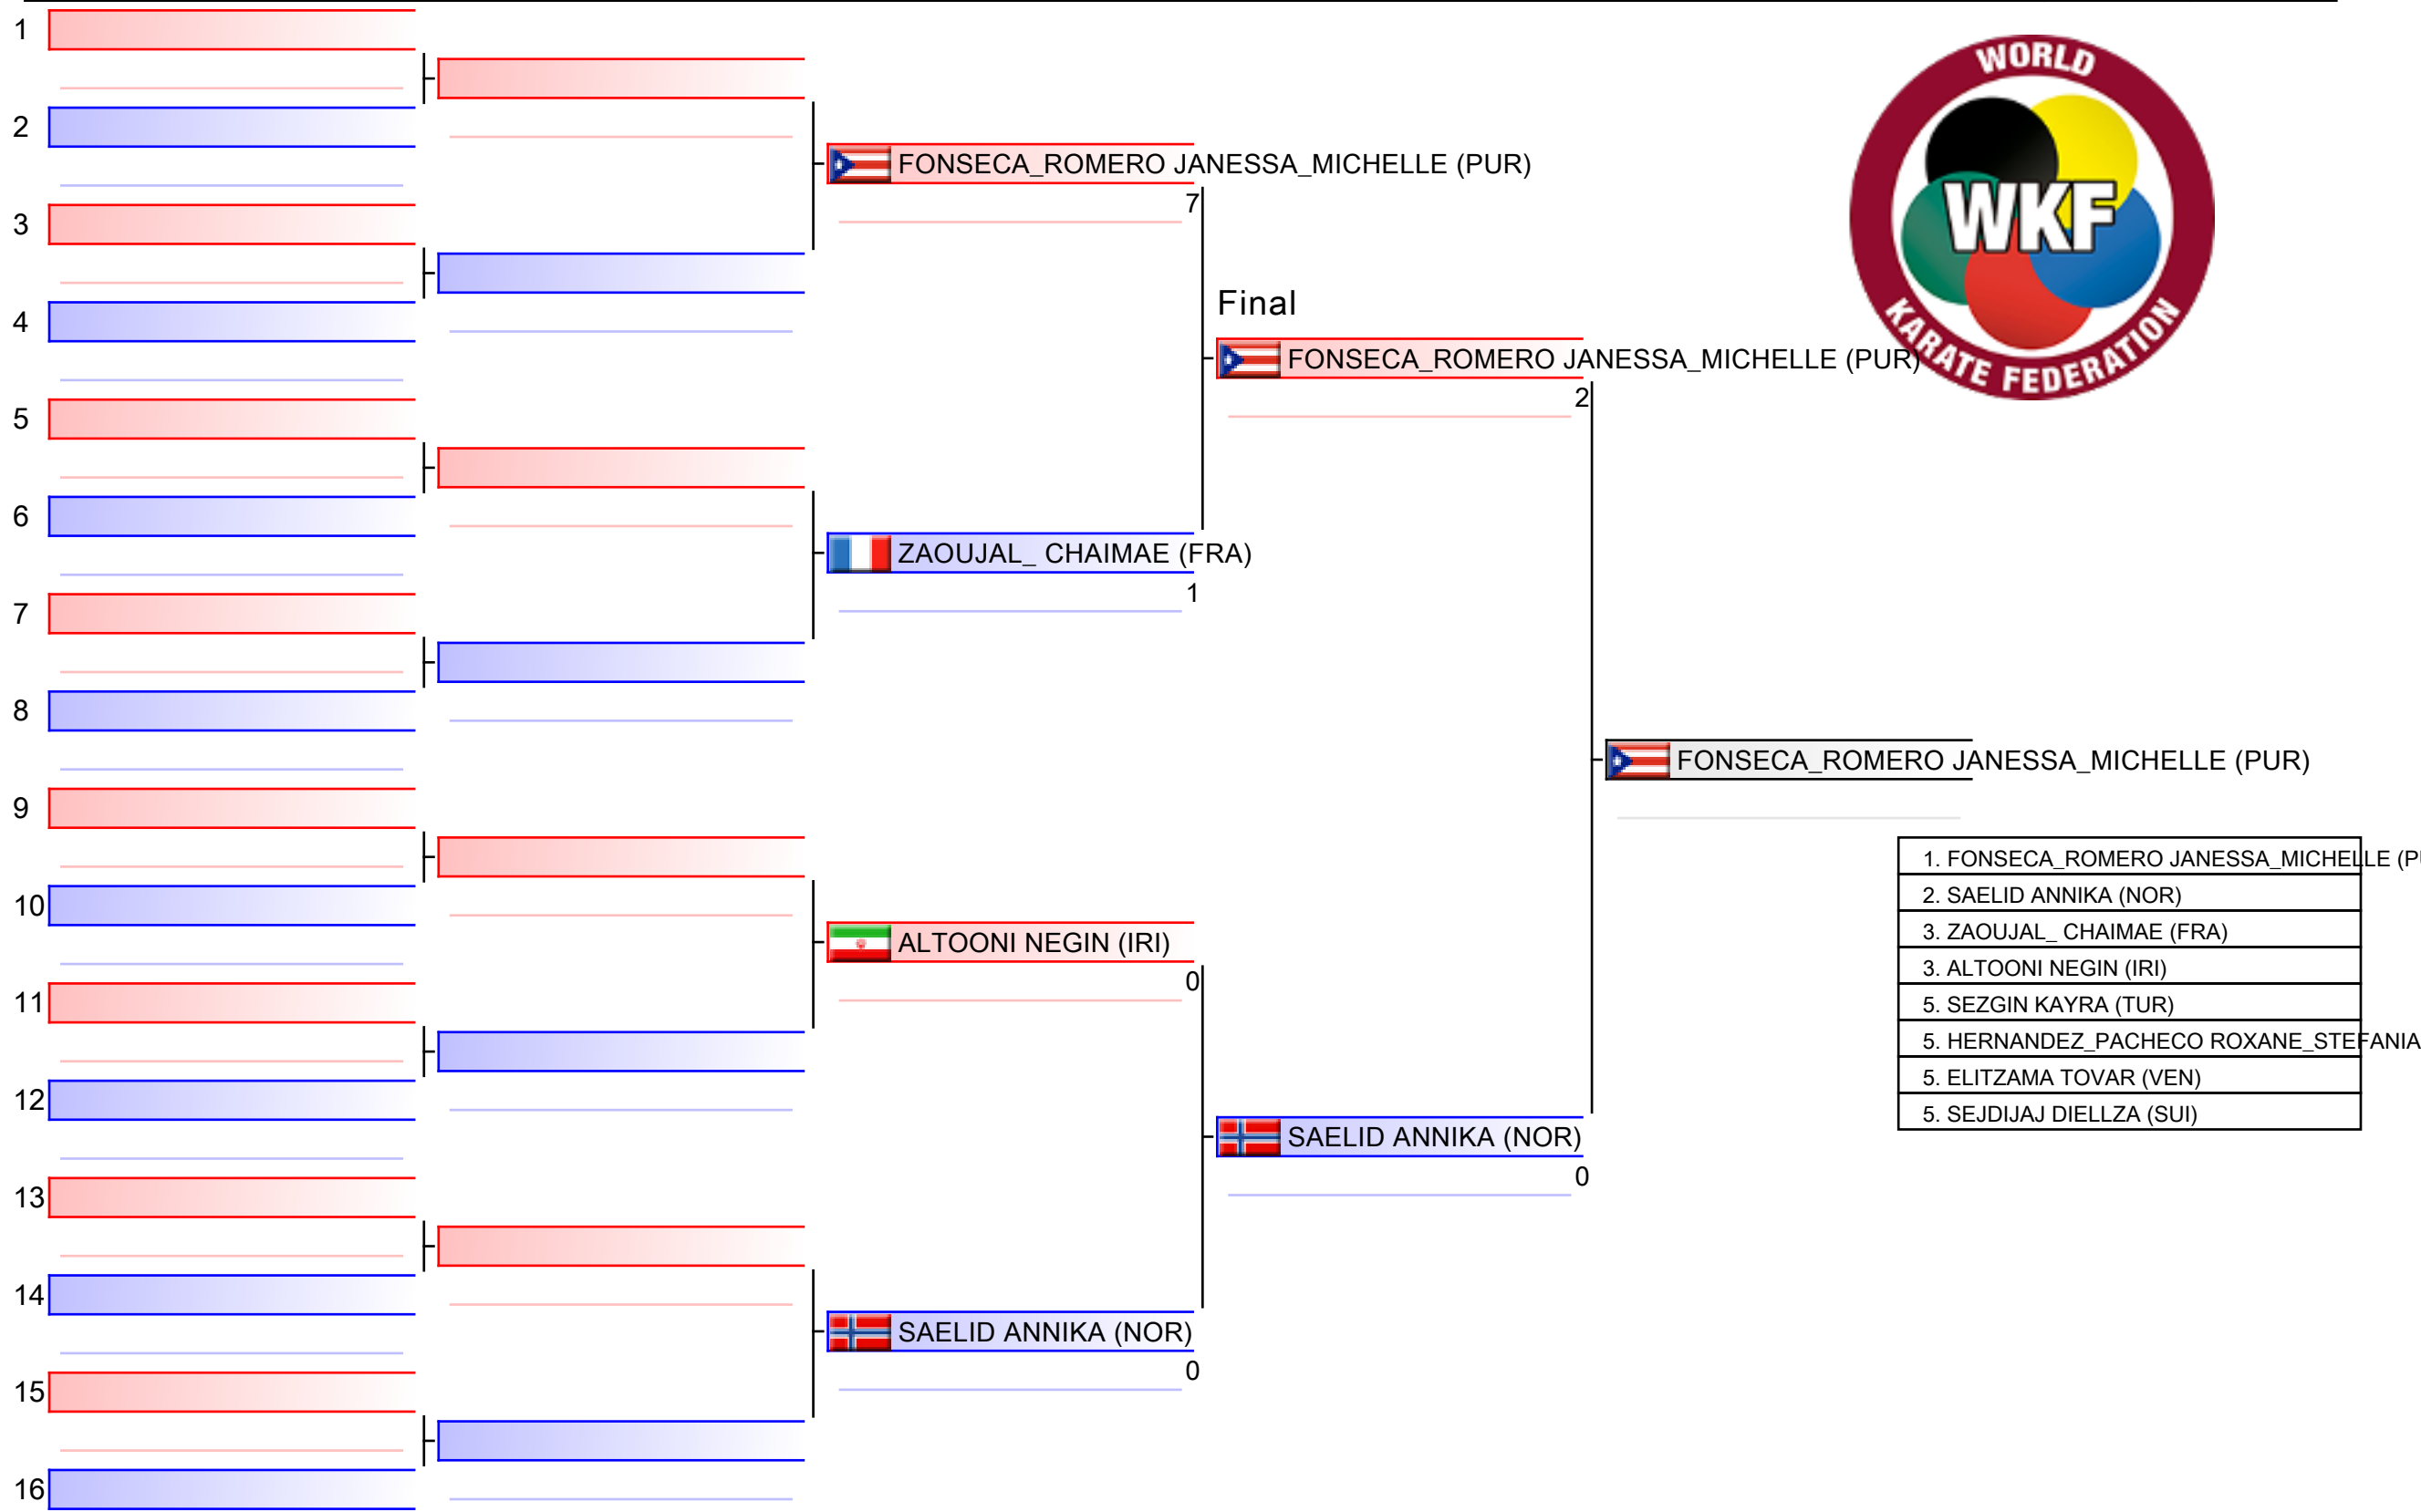 1
2
3
4
5
6
7
8
9
10
11
12
13
14
15
16
FONSECA_ROMERO JANESSA_MICHELLE (PUR)
7
ZAOUJAL_ CHAIMAE (FRA)
1
ALTOONI NEGIN (IRI)
0
SAELID ANNIKA (NOR)
0
Final
FONSECA_ROMERO JANESSA_MICHELLE (PUR)
2
SAELID ANNIKA (NOR)
0
FONSECA_ROMERO JANESSA_MICHELLE (PUR)
WORLD
WKF
KARATE FEDERATION
1. FONSECA_ROMERO JANESSA_MICHELLE (P
2. SAELID ANNIKA (NOR)
3. ZAOUJAL_ CHAIMAE (FRA)
3. ALTOONI NEGIN (IRI)
5. SEZGIN KAYRA (TUR)
5. HERNANDEZ_PACHECO ROXANE_STEFANIA
5. ELITZAMA TOVAR (VEN)
5. SEJDIJAJ DIELLZA (SUI)